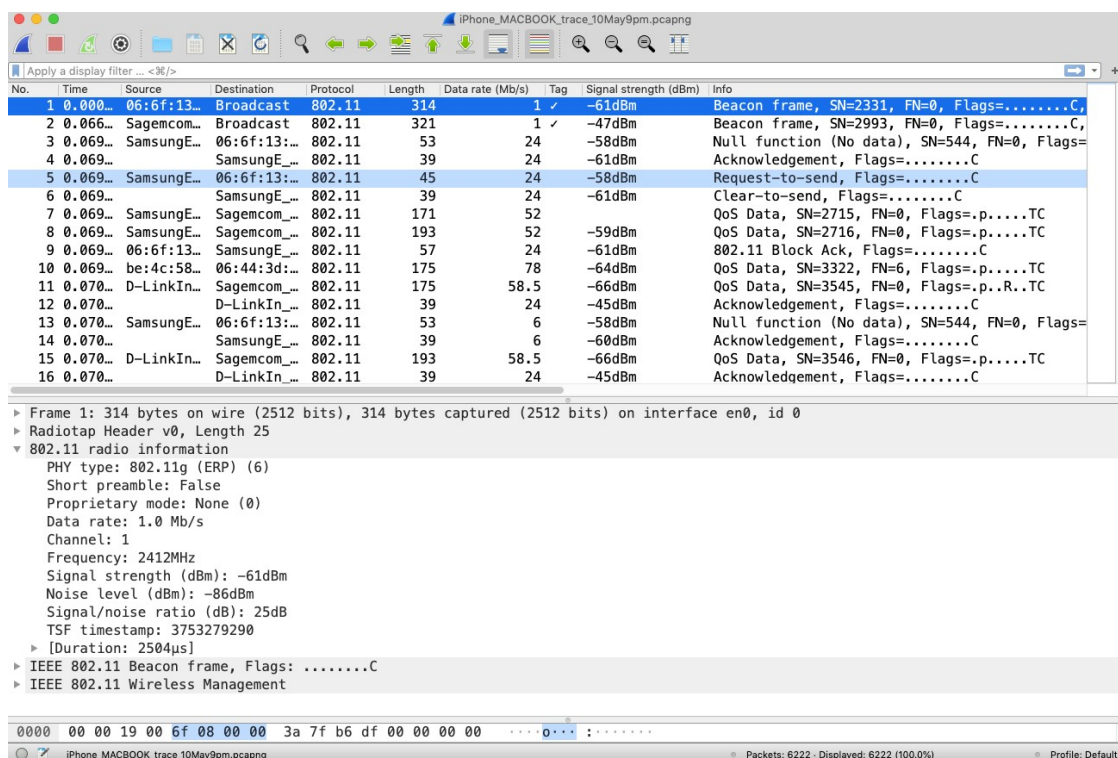 iPhone_MACBOOK_trace_10May9pm.pcapng
Apply a display filter … <⌘/>
No. Time Source Destination Protocol Length Data rate (Mb/s) Tag Signal strength (dBm) Info
1 0.000… 06:6f:13… Broadcast 802.11 314 1 ✓ -61dBm Beacon frame, SN=2331, FN=0, Flags=........C,
2 0.066… Sagemcom… Broadcast 802.11 321 1 ✓ -47dBm Beacon frame, SN=2993, FN=0, Flags=........C,
3 0.069… SamsungE… 06:6f:13:… 802.11 53 24 -58dBm Null function (No data), SN=544, FN=0, Flags=
4 0.069… SamsungE_… 802.11 39 24 -61dBm Acknowledgement, Flags=........C
5 0.069… SamsungE… 06:6f:13:… 802.11 45 24 -58dBm Request-to-send, Flags=........C
6 0.069… SamsungE_… 802.11 39 24 -61dBm Clear-to-send, Flags=........C
7 0.069… SamsungE… Sagemcom_… 802.11 171 52 QoS Data, SN=2715, FN=0, Flags=.p.....TC
8 0.069… SamsungE… Sagemcom_… 802.11 193 52 -59dBm QoS Data, SN=2716, FN=0, Flags=.p.....TC
9 0.069… 06:6f:13… SamsungE_… 802.11 57 24 -61dBm 802.11 Block Ack, Flags=........C
10 0.069… be:4c:58… 06:44:3d:… 802.11 175 78 -64dBm QoS Data, SN=3322, FN=6, Flags=.p.....TC
11 0.070… D-LinkIn… Sagemcom_… 802.11 175 58.5 -66dBm QoS Data, SN=3545, FN=0, Flags=.p..R..TC
12 0.070… D-LinkIn_… 802.11 39 24 -45dBm Acknowledgement, Flags=........C
13 0.070… SamsungE… 06:6f:13:… 802.11 53 6 -58dBm Null function (No data), SN=544, FN=0, Flags=
14 0.070… SamsungE_… 802.11 39 6 -60dBm Acknowledgement, Flags=........C
15 0.070… D-LinkIn… Sagemcom_… 802.11 193 58.5 -66dBm QoS Data, SN=3546, FN=0, Flags=.p.....TC
16 0.070… D-LinkIn_… 802.11 39 24 -45dBm Acknowledgement, Flags=........C
Frame 1: 314 bytes on wire (2512 bits), 314 bytes captured (2512 bits) on interface en0, id 0
Radiotap Header v0, Length 25
802.11 radio information
PHY type: 802.11g (ERP) (6)
Short preamble: False
Proprietary mode: None (0)
Data rate: 1.0 Mb/s
Channel: 1
Frequency: 2412MHz
Signal strength (dBm): -61dBm
Noise level (dBm): -86dBm
Signal/noise ratio (dB): 25dB
TSF timestamp: 3753279290
[Duration: 2504µs]
IEEE 802.11 Beacon frame, Flags: ........C
IEEE 802.11 Wireless Management
0000 00 00 19 00 6f 08 00 00 3a 7f b6 df 00 00 00 00 ····o··· :·······
iPhone_MACBOOK_trace_10May9pm.pcapng Packets: 6222 · Displayed: 6222 (100.0%) Profile: Default